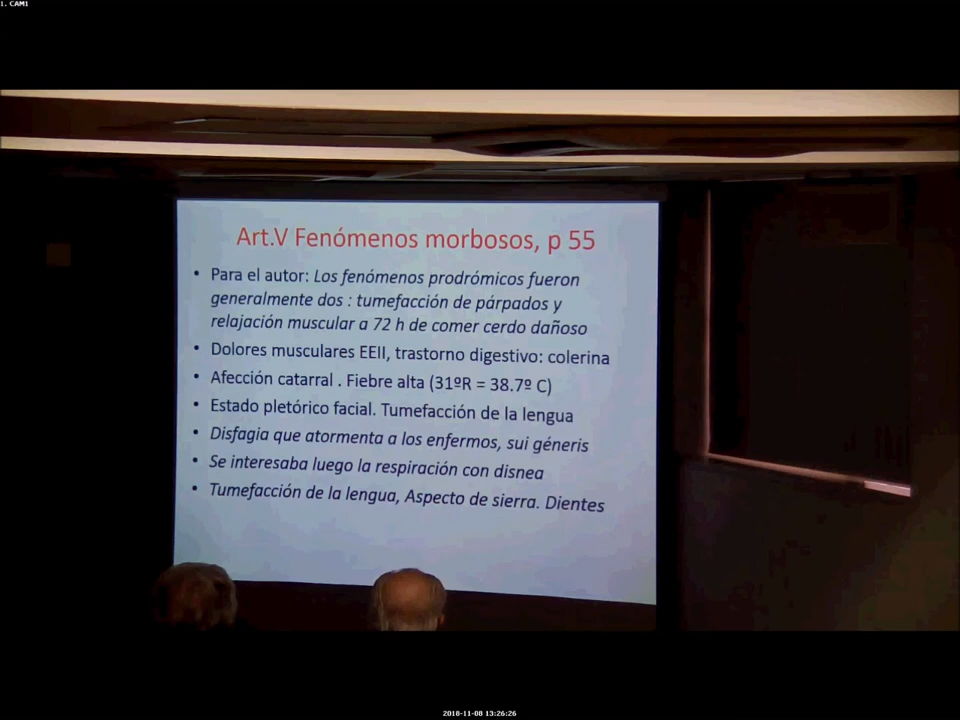 1. CAM1
Art.V Fenómenos morbosos, p 55
• Para el autor: Los fenómenos prodrómicos fueron
generalmente dos : tumefacción de párpados y
relajación muscular a 72 h de comer cerdo dañoso
• Dolores musculares EEII, trastorno digestivo: colerina
• Afección catarral . Fiebre alta (31ºR = 38.7º C)
• Estado pletórico facial. Tumefacción de la lengua
• Disfagia que atormenta a los enfermos, sui géneris
• Se interesaba luego la respiración con disnea
• Tumefacción de la lengua, Aspecto de sierra. Dientes
2018-11-08 13:26:26